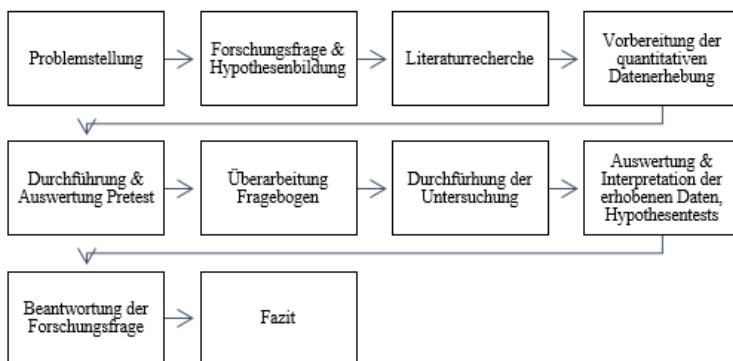 Problemstellung
Forschungsfrage &
Hypothesenbildung
Literaturrecherche
Vorbereitung der
quantitativen
Datenerhebung
Durchführung &
Auswertung Pretest
Überarbeitung
Fragebogen
Durchfürhung der
Untersuchung
Auswertung &
Interpretation der
erhobenen Daten,
Hypothesentests
Beantwortung der
Forschungsfrage
Fazit